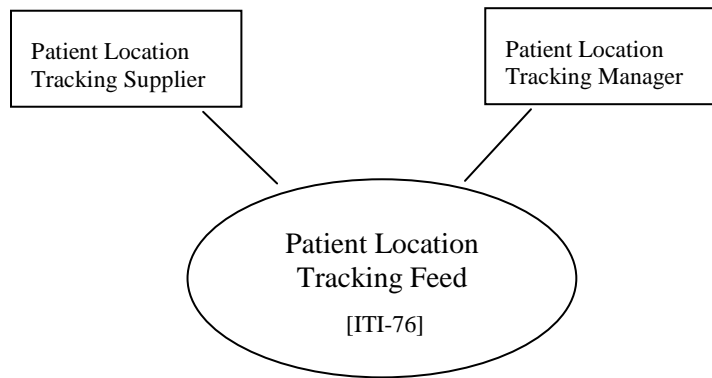 Patient Location
Tracking Supplier
Patient Location
Tracking Manager
Patient Location
Tracking Feed
[ITI-76]